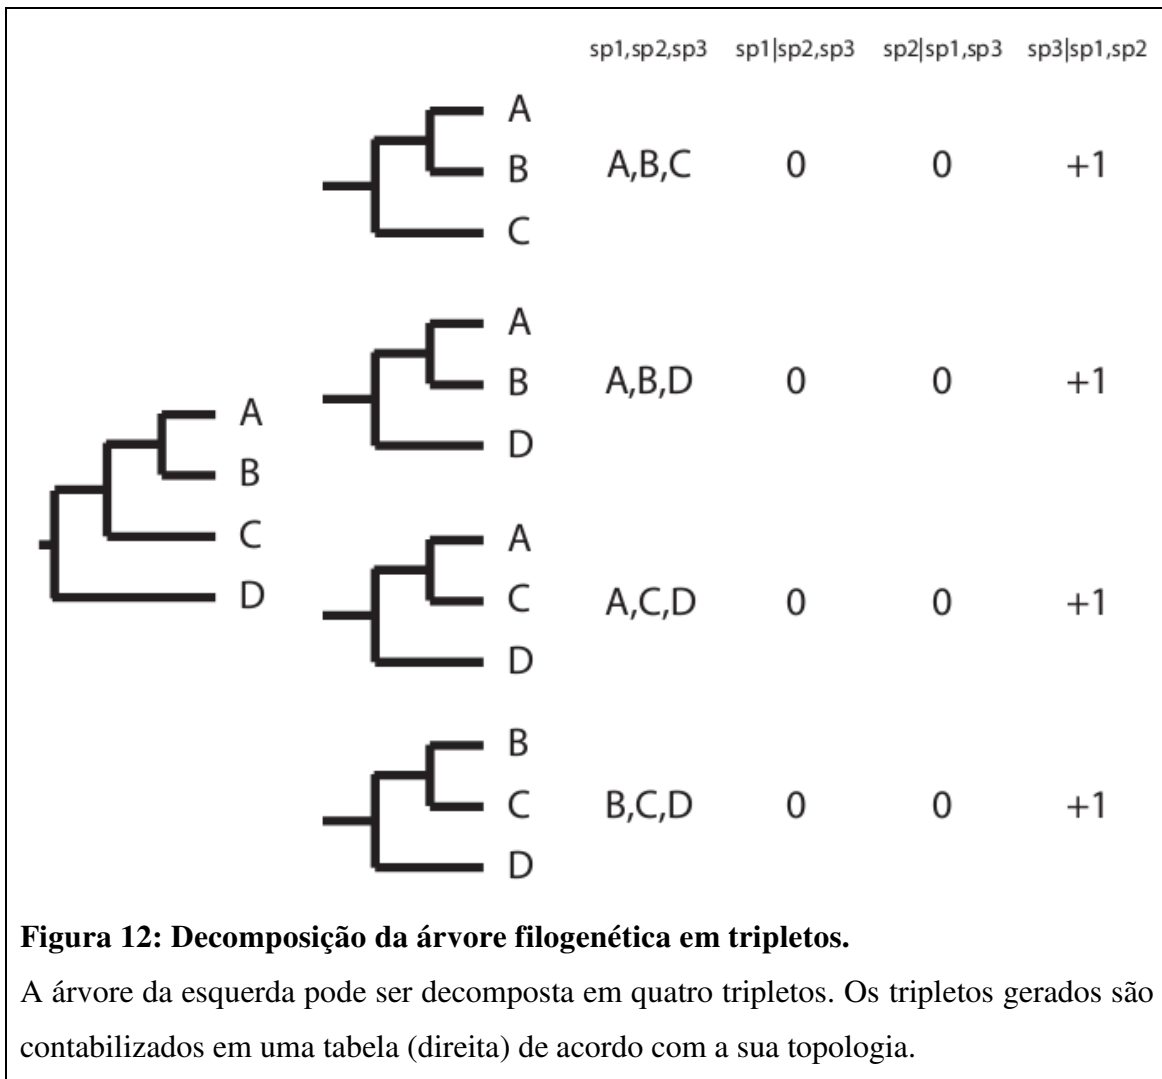 sp1,sp2,sp3 sp1|sp2,sp3 sp2|sp1,sp3 sp3|sp1,sp2
A
B
C
A,B,C 0 0 +1
A
B
D
A,B,D 0 0 +1
A
B
C
D
A
C
D
A,C,D 0 0 +1
B
C
D
B,C,D 0 0 +1
Figura 12: Decomposição da árvore filogenética em tripletos.
A árvore da esquerda pode ser decomposta em quatro tripletos. Os tripletos gerados são
contabilizados em uma tabela (direita) de acordo com a sua topologia.